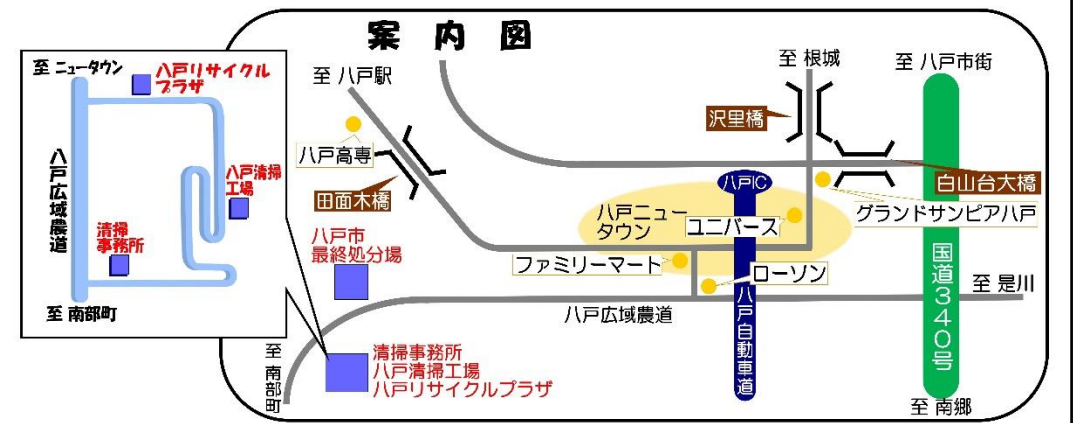 案内図
至 ニュータウン
八戸リサイクル
プラザ
八戸広域農道
八戸清掃
工場
清掃
事務所
至 南部町
至 八戸駅
八戸高専
田面木橋
八戸市
最終処分場
至 根城
沢里橋
至 八戸市街
白山台大橋
グランドサンピア八戸
八戸IC
八戸ニュー
タウン
ユニバース
ファミリーマート
ローソン
八戸広域農道
八戸自動車道
国道340号
至 是川
至 南郷
至 南部町
清掃事務所
八戸清掃工場
八戸リサイクルプラザ